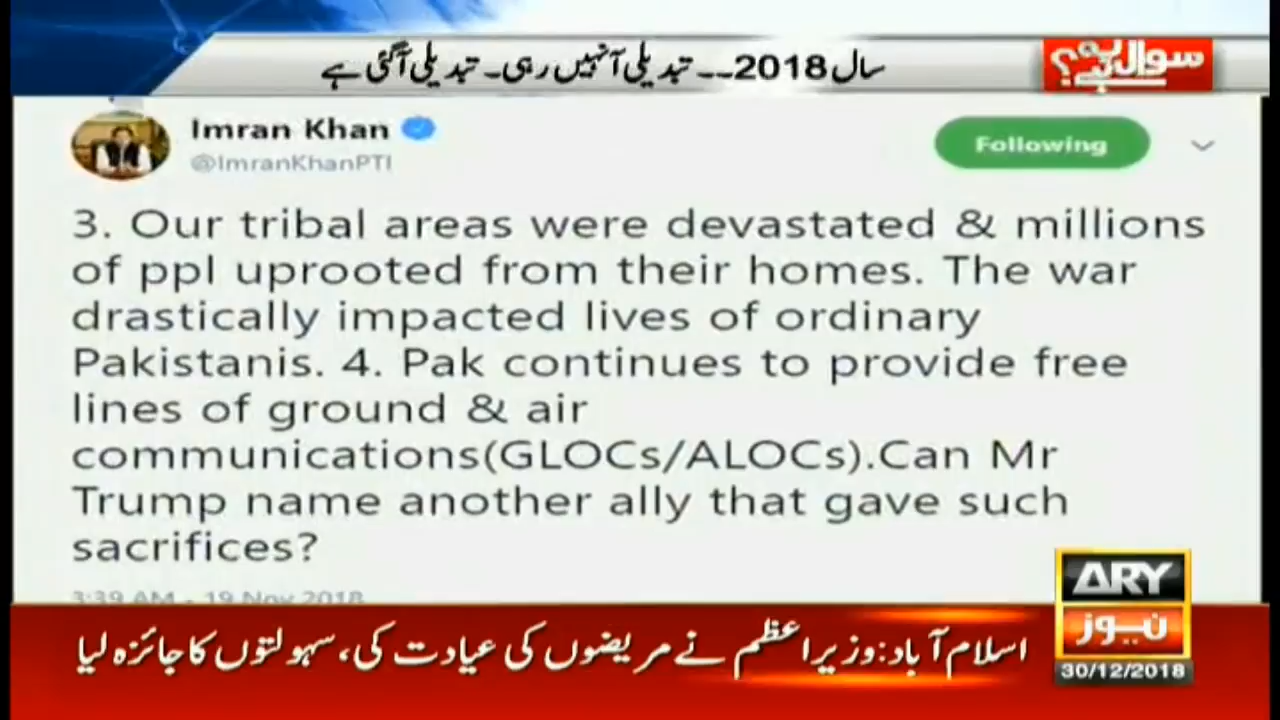 سال 2018۔۔ تبدیلی آ نہیں رہی۔ تبدیلی آ گئی ہے
سوال یہ ہے؟
Imran Khan
@ImranKhanPTI
Following
3. Our tribal areas were devastated & millions
of ppl uprooted from their homes. The war
drastically impacted lives of ordinary
Pakistanis. 4. Pak continues to provide free
lines of ground & air
communications(GLOCs/ALOCs).Can Mr
Trump name another ally that gave such
sacrifices?
3:39 AM - 19 Nov 2018
ARY
نیوز
30/12/2018
اسلام آباد:وزیراعظم نے مریضوں کی عیادت کی، سہولتوں کا جائزہ لیا